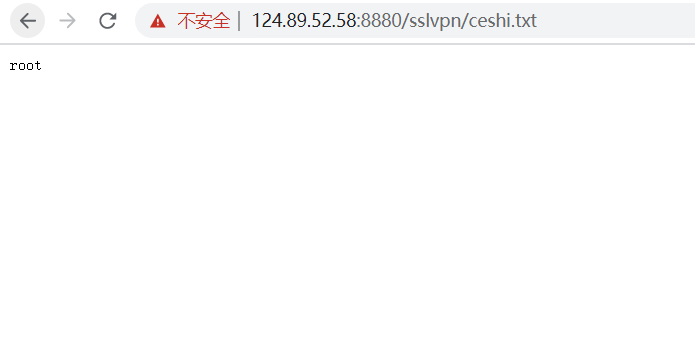 不安全 | 124.89.52.58:8880/sslvpn/ceshi.txt
root